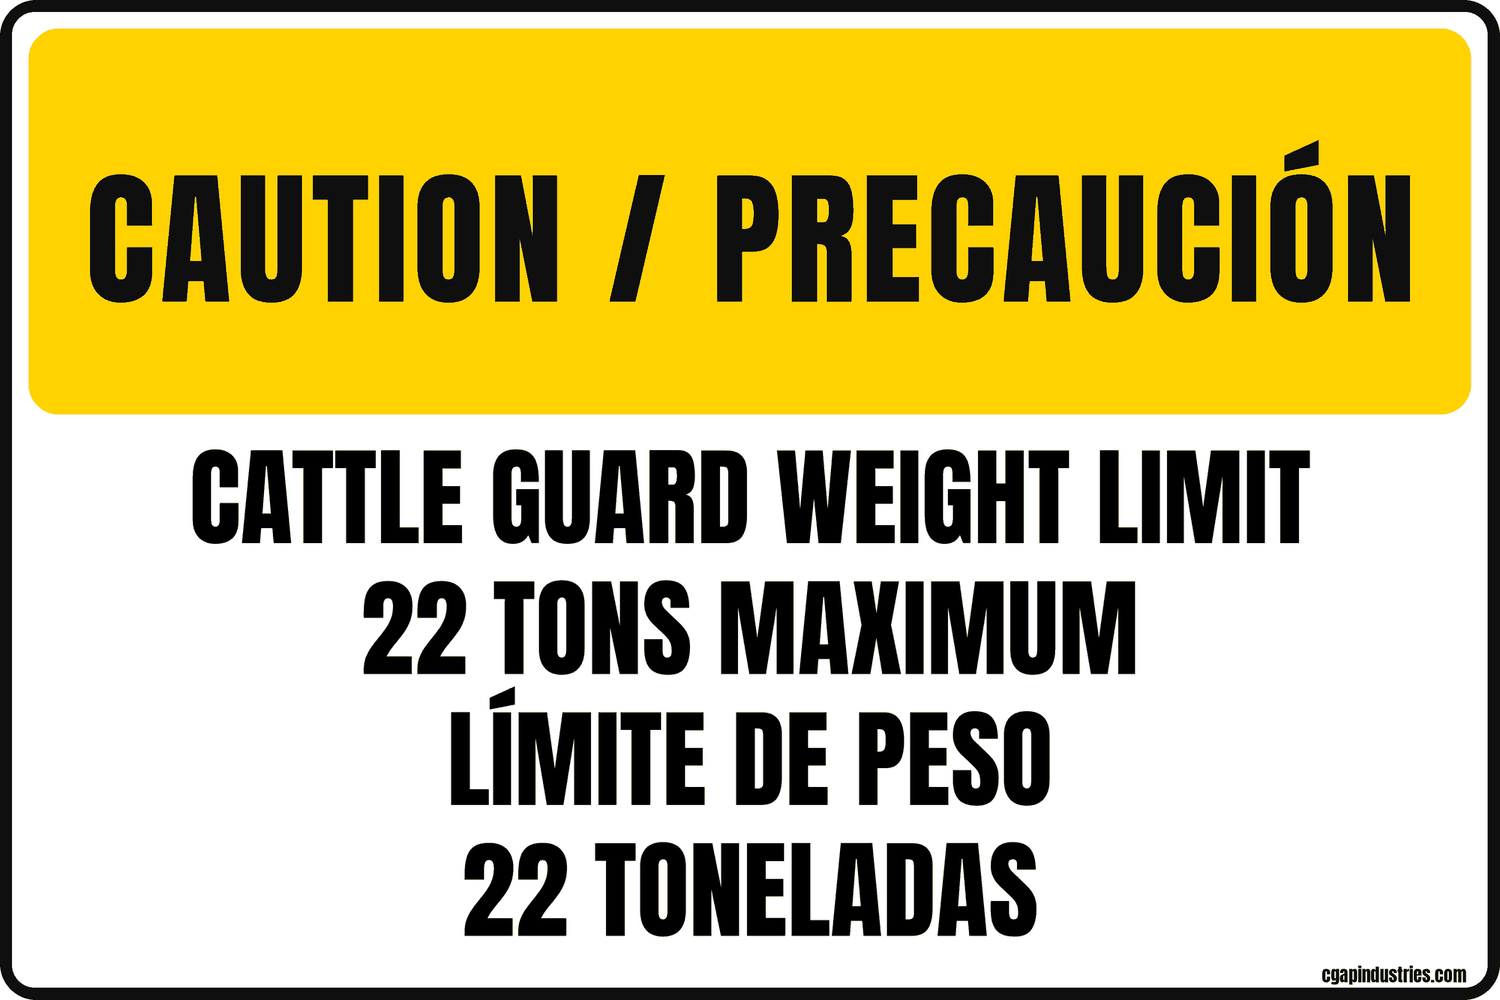 CAUTION / PRECAUCIÓN
CATTLE GUARD WEIGHT LIMIT
22 TONS MAXIMUM
LÍMITE DE PESO
22 TONELADAS
cgapindustries.com